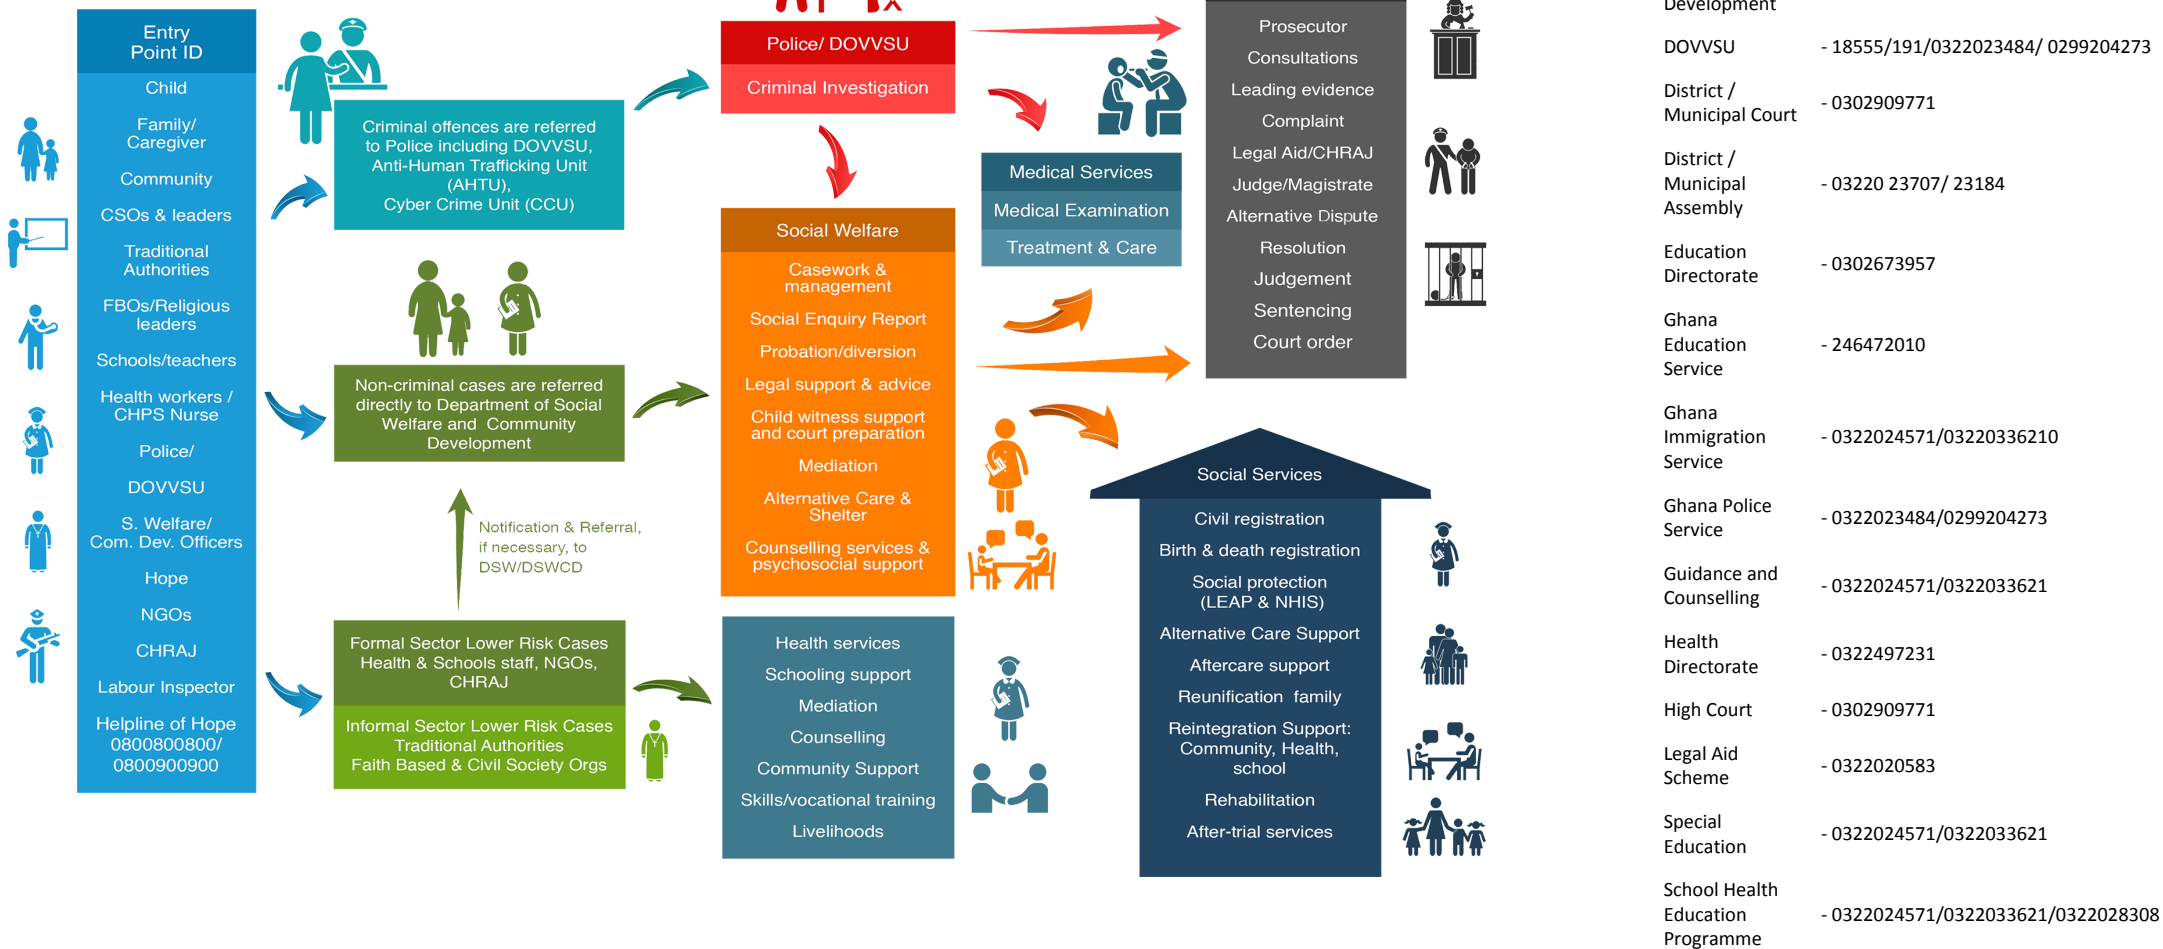 Entry
Point ID
Child
Family/
Caregiver
Community
CSOs & leaders
Traditional
Authorities
FBOs/Religious
leaders
Schools/teachers
Health workers /
CHPS Nurse
Police/
DOVVSU
S. Welfare/
Com. Dev. Officers
Hope
NGOs
CHRAJ
Labour Inspector
Helpline of Hope
0800800800/
0800900900
Criminal offences are referred
to Police including DOVVSU,
Anti-Human Trafficking Unit
(AHTU),
Cyber Crime Unit (CCU)
Non-criminal cases are referred
directly to Department of Social
Welfare and Community
Development
Notification & Referral,
if necessary, to
DSW/DSWCD
Formal Sector Lower Risk Cases
Health & Schools staff, NGOs,
CHRAJ
Informal Sector Lower Risk Cases
Traditional Authorities
Faith Based & Civil Society Orgs
Police/ DOVVSU
Criminal Investigation
Social Welfare
Casework &
management
Social Enquiry Report
Probation/diversion
Legal support & advice
Child witness support
and court preparation
Mediation
Alternative Care &
Shelter
Counselling services &
psychosocial support
Health services
Schooling support
Mediation
Counselling
Community Support
Skills/vocational training
Livelihoods
Medical Services
Medical Examination
Treatment & Care
Prosecutor
Consultations
Leading evidence
Complaint
Legal Aid/CHRAJ
Judge/Magistrate
Alternative Dispute
Resolution
Judgement
Sentencing
Court order
Social Services
Civil registration
Birth & death registration
Social protection
(LEAP & NHIS)
Alternative Care Support
Aftercare support
Reunification family
Reintegration Support:
Community, Health,
school
Rehabilitation
After-trial services
Development
DOVVSU - 18555/191/0322023484/ 0299204273
District /
Municipal Court - 0302909771
District /
Municipal - 03220 23707/ 23184
Assembly
Education
Directorate - 0302673957
Ghana
Education - 246472010
Service
Ghana
Immigration - 0322024571/03220336210
Service
Ghana Police
Service - 0322023484/0299204273
Guidance and
Counselling - 0322024571/0322033621
Health
Directorate - 0322497231
High Court - 0302909771
Legal Aid
Scheme - 0322020583
Special
Education - 0322024571/0322033621
School Health
Education - 0322024571/0322033621/0322028308
Programme